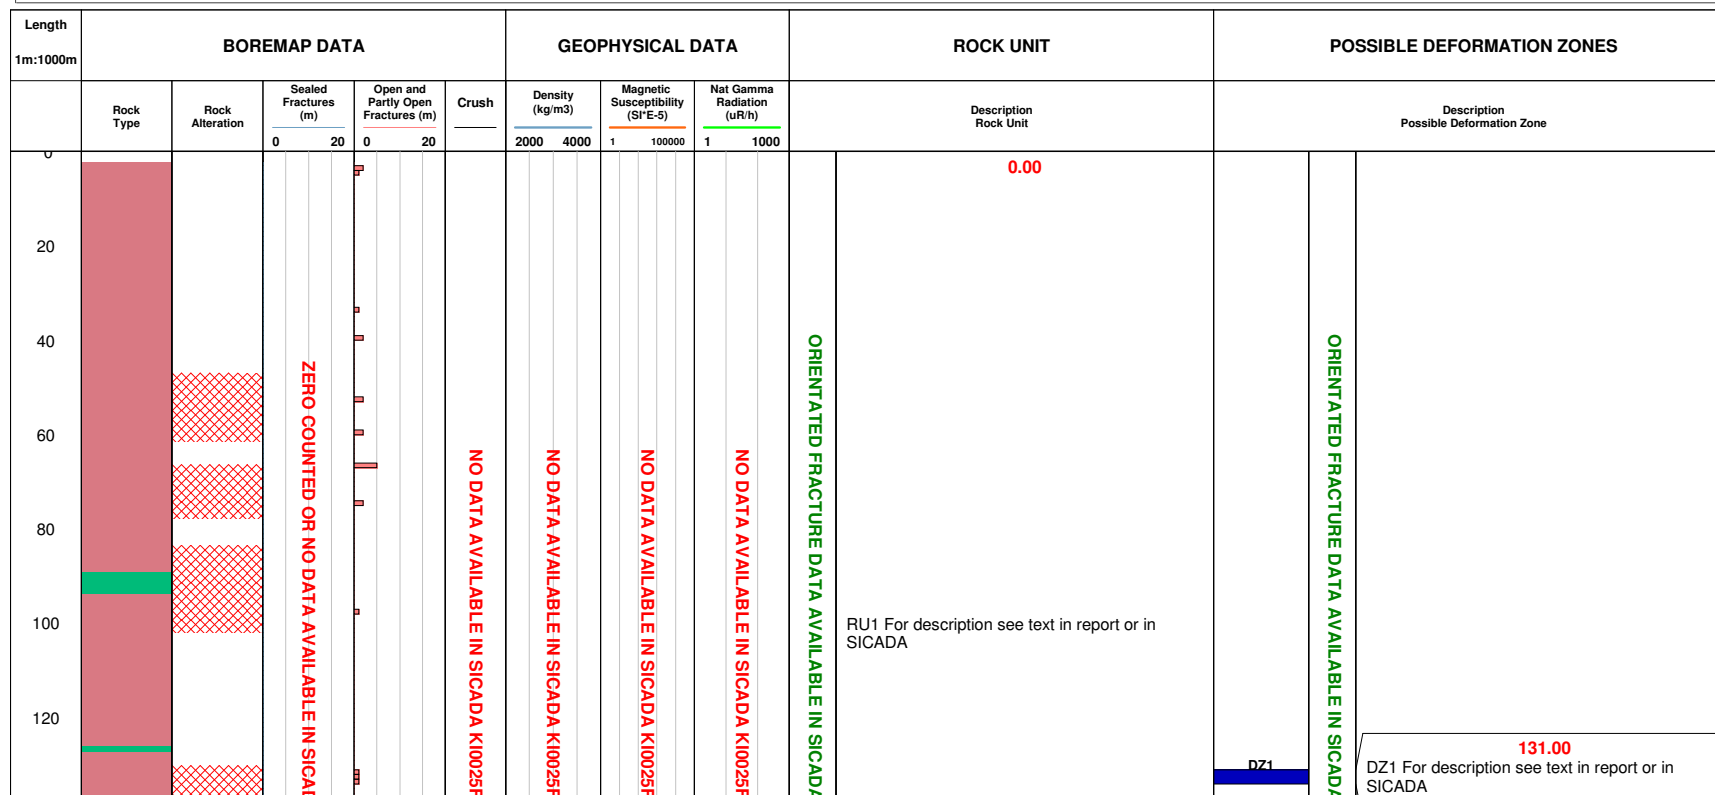 Length
1m:1000m
BOREMAP DATA
GEOPHYSICAL DATA
ROCK UNIT
POSSIBLE DEFORMATION ZONES
Rock
Type
Rock
Alteration
Sealed
Fractures
(m)
0 20
Open and
Partly Open
Fractures (m)
0 20
Crush
Density
(kg/m3)
2000 4000
Magnetic
Susceptibility
(SI*E-5)
1 100000
Nat Gamma
Radiation
(uR/h)
1 1000
Description
Rock Unit
Description
Possible Deformation Zone
0
20
40
60
80
100
120
ZERO COUNTED OR NO DATA AVAILABLE IN SICAD
NO DATA AVAILABLE IN SICADA KI0025F
NO DATA AVAILABLE IN SICADA KI0025F
NO DATA AVAILABLE IN SICADA KI0025F
NO DATA AVAILABLE IN SICADA KI0025F
ORIENTATED FRACTURE DATA AVAILABLE IN SICADA
0.00
RU1 For description see text in report or in
SICADA
DZ1
ORIENTATED FRACTURE DATA AVAILABLE IN SICADA
131.00
DZ1 For description see text in report or in
SICADA